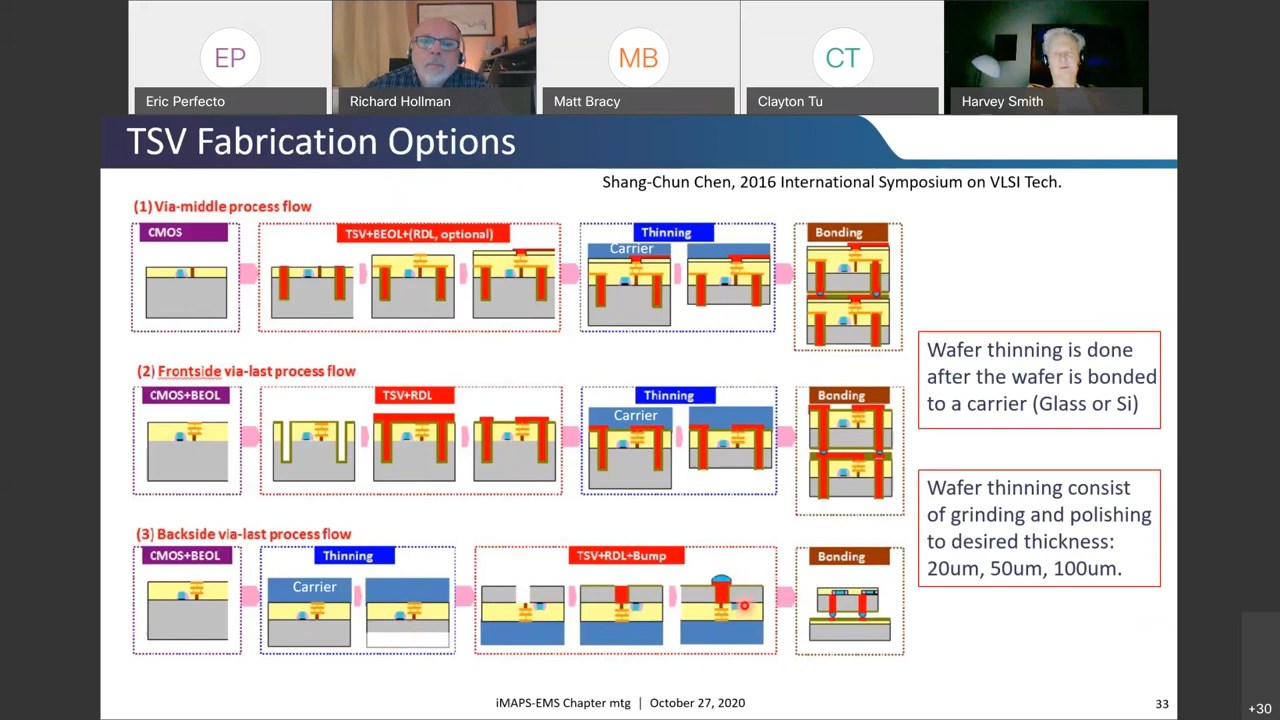 EP
MB
CT
Eric Perfecto
Richard Hollman
Matt Bracy
Clayton Tu
Harvey Smith
TSV Fabrication Options
Shang-Chun Chen, 2016 International Symposium on VLSI Tech.
(1) Via-middle process flow
CMOS
TSV+BEOL+(RDL, optional)
Thinning
Bonding
Carrier
(2) Frontside via-last process flow
CMOS+BEOL
TSV+RDL
Thinning
Bonding
Carrier
(3) Backside via-last process flow
CMOS+BEOL
Thinning
TSV+RDL+Bump
Bonding
Carrier
Wafer thinning is done
after the wafer is bonded
to a carrier (Glass or Si)
Wafer thinning consist
of grinding and polishing
to desired thickness:
20um, 50um, 100um.
iMAPS-EMS Chapter mtg | October 27, 2020
33
+30